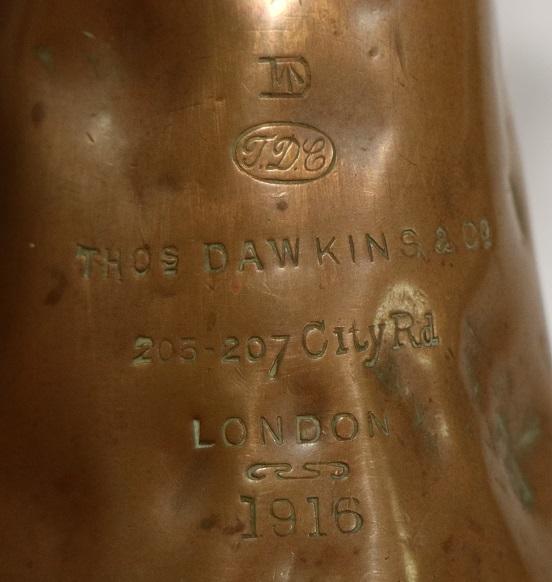 D
T.D.C
THOS DAWKINS & CO
205-207 City Rd.
LONDON
1916